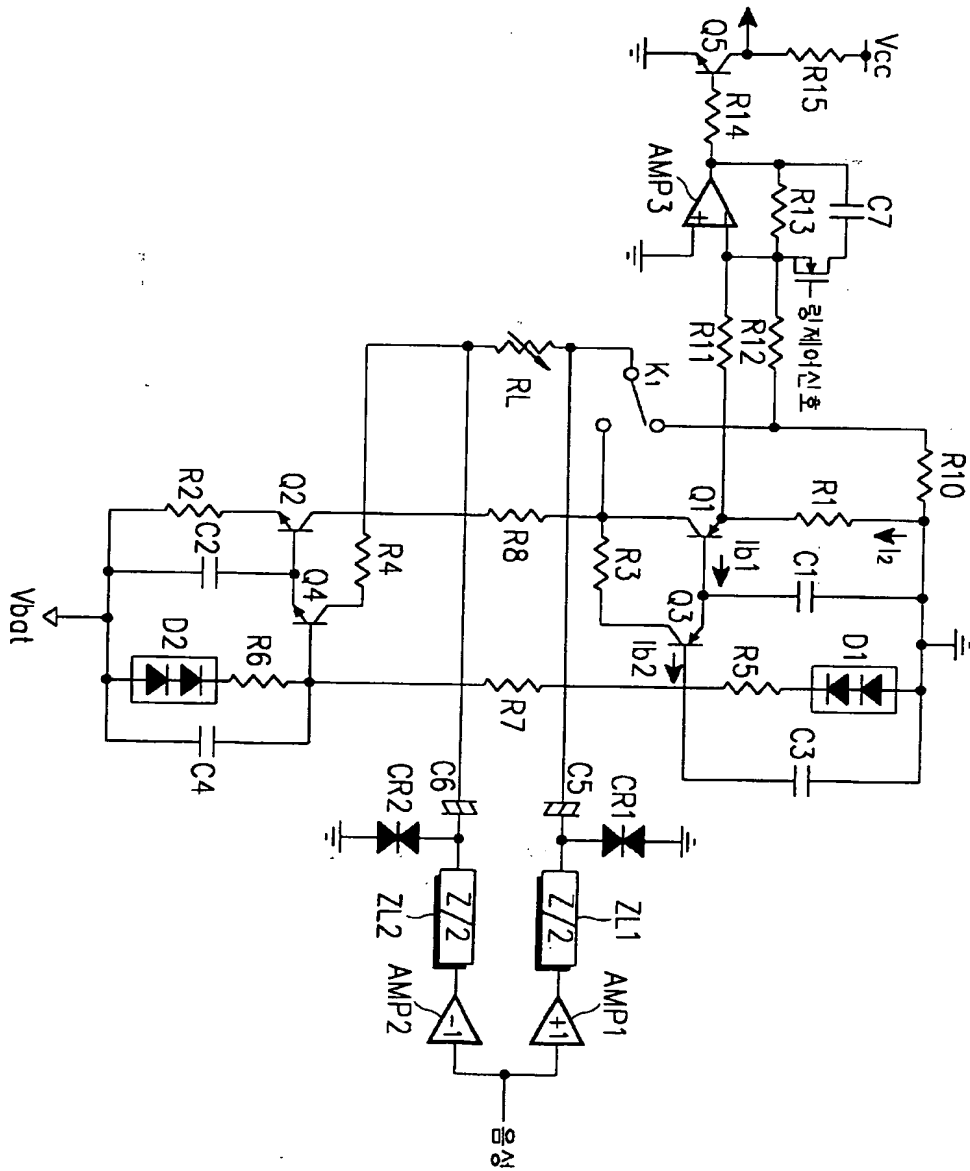 R10
Vcc
C7
I2
D1
R15
R13
링제어신호
R1
C1
C3
R14
R12
Ib1
R5
Q5
R11
Q1
Q3
AMP3
+
−
K1
Ib2
R3
CR1
ZL1
C5
AMP1
Z/2
+1
RL
R8
R7
음성
C6
Z/2
-1
R4
CR2
ZL2
AMP2
Q2
Q4
R6
R2
C2
D2
C4
Vbat